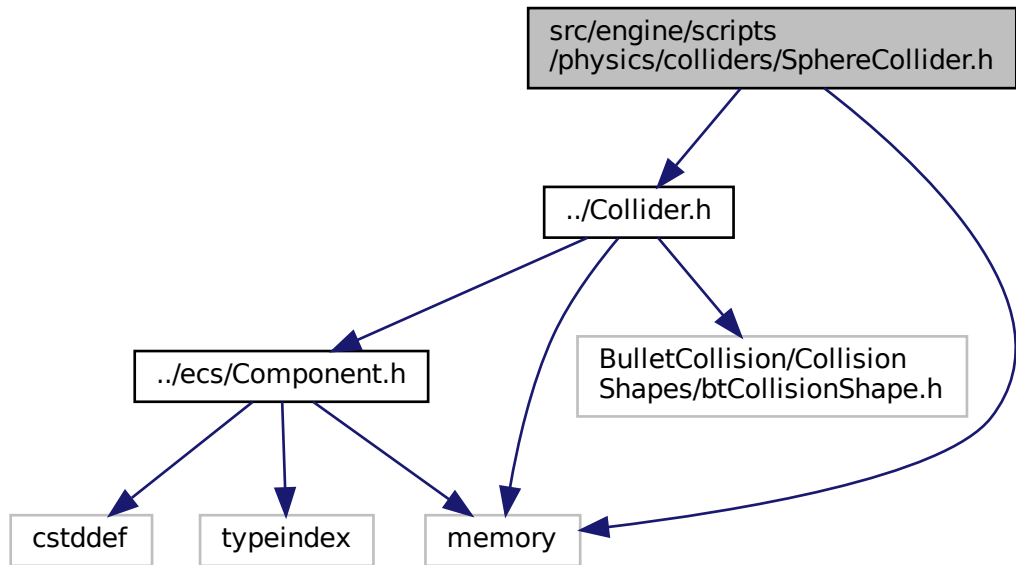 src/engine/scripts
/physics/colliders/SphereCollider.h
../Collider.h
../ecs/Component.h
BulletCollision/Collision
Shapes/btCollisionShape.h
cstddef
typeindex
memory